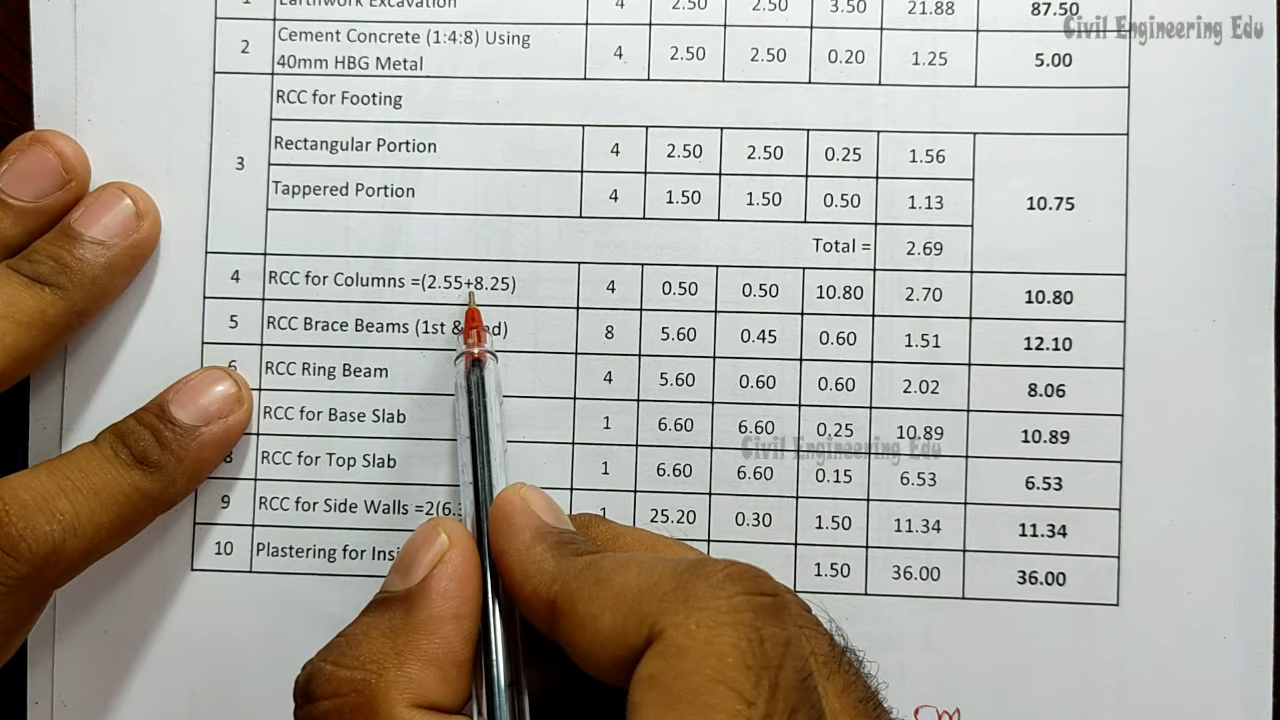 1 Earthwork Excavation 4 2.50 2.50 3.50 21.88 87.50
Civil Engineering Edu
2 Cement Concrete (1:4:8) Using
40mm HBG Metal 4 2.50 2.50 0.20 1.25 5.00
3 RCC for Footing
Rectangular Portion 4 2.50 2.50 0.25 1.56
Tappered Portion 4 1.50 1.50 0.50 1.13 10.75
Total = 2.69
4 RCC for Columns =(2.55+8.25) 4 0.50 0.50 10.80 2.70 10.80
5 RCC Brace Beams (1st & 8 5.60 0.45 0.60 1.51 12.10
6 RCC Ring Beam 4 5.60 0.60 0.60 2.02 8.06
RCC for Base Slab 1 6.60 6.60 0.25 10.89 10.89
Civil Engineering Edu
8 RCC for Top Slab 1 6.60 6.60 0.15 6.53 6.53
9 RCC for Side Walls =2(6.3 1 25.20 0.30 1.50 11.34 11.34
10 Plastering for 1.50 36.00 36.00